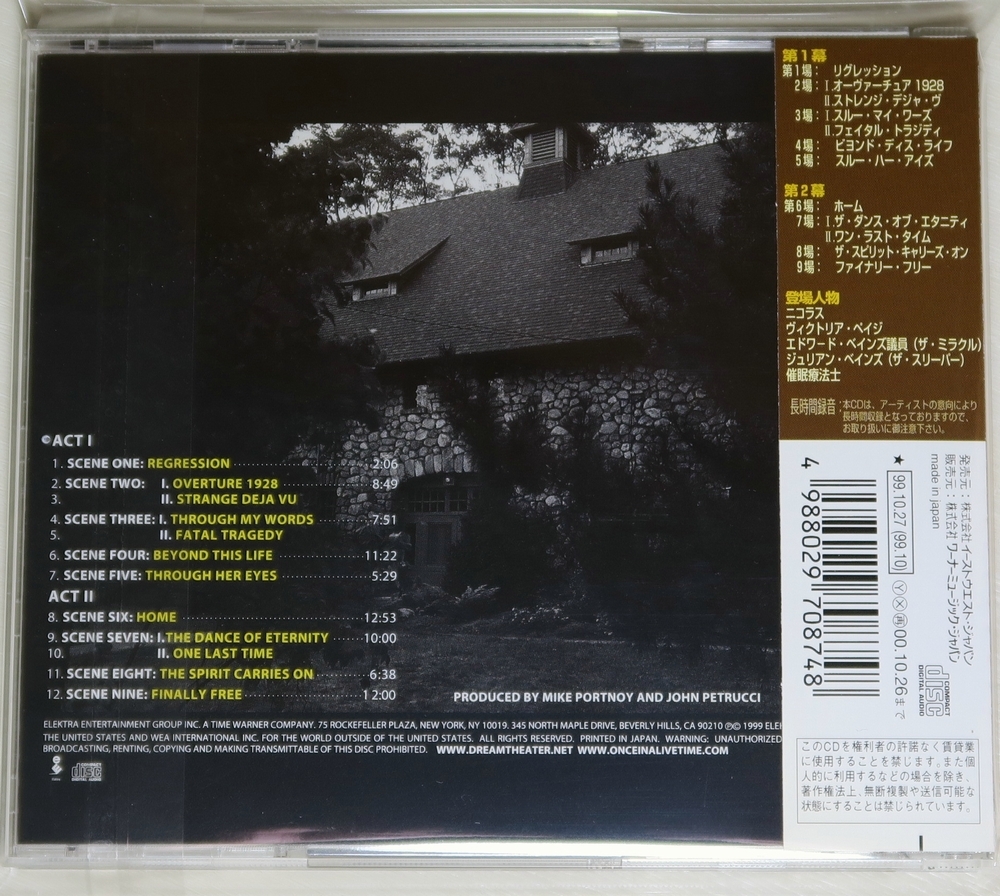 ACT I
1. SCENE ONE: REGRESSION 2:06
2. SCENE TWO: I. OVERTURE 1928 8:49
3. II. STRANGE DEJA VU
4. SCENE THREE: I. THROUGH MY WORDS 7:51
5. II. FATAL TRAGEDY
6. SCENE FOUR: BEYOND THIS LIFE 11:22
7. SCENE FIVE: THROUGH HER EYES 5:29
ACT II
8. SCENE SIX: HOME 12:53
9. SCENE SEVEN: I.THE DANCE OF ETERNITY 10:00
10. II. ONE LAST TIME
11. SCENE EIGHT: THE SPIRIT CARRIES ON 6:38
12. SCENE NINE: FINALLY FREE 12:00
PRODUCED BY MIKE PORTNOY AND JOHN PETRUCCI
ELEKTRA ENTERTAINMENT GROUP INC. A TIME WARNER COMPANY. 75 ROCKEFELLER PLAZA, NEW YORK, NY 10019. 345 NORTH MAPLE DRIVE, BEVERLY HILLS, CA 90210 ℗© 1999 ELE
THE UNITED STATES AND WEA INTERNATIONAL INC. FOR THE WORLD OUTSIDE OF THE UNITED STATES. ALL RIGHTS RESERVED. PRINTED IN JAPAN. WARNING: UNAUTHORIZED
BROADCASTING, RENTING, COPYING AND MAKING TRANSMITTABLE OF THIS DISC PROHIBITED. WWW.DREAMTHEATER.NET WWW.ONCEINALIVETIME.COM
COMPACT
disc
DIGITAL AUDIO
第1幕
第1場： リグレッション
2場： I.オーヴァーチュア 1928
II.ストレンジ・デジャ・ヴ
3場： I.スルー・マイ・ワーズ
II.フェイタル・トラジディ
4場： ビヨンド・ディス・ライフ
5場： スルー・ハー・アイズ
第2幕
第6場： ホーム
7場： I.ザ・ダンス・オブ・エタニティ
II.ワン・ラスト・タイム
8場： ザ・スピリット・キャリーズ・オン
9場： ファイナリー・フリー
登場人物
ニコラス
ヴィクトリア・ペイジ
エドワード・ベインズ議員（ザ・ミラクル）
ジュリアン・ベインズ（ザ・スリーパー）
催眠療法士
長時間録音：本CDは、アーティストの意向により
長時間収録となっておりますので、
お取り扱いに御注意下さい。
発売元：株式会社 イーストウエスト・ジャパン
販売元：株式会社 ワーナーミュージック・ジャパン
made in japan
★ 99.10.27 (99.10) Ⓨ Ⓧ 再 00.10.26まで
4 988029 708748
COMPACT
disc
DIGITAL AUDIO
このCDを権利者の許諾なく賃貸業
に使用することを禁じます。また個
人的に利用するなどの場合を除き、
著作権法上、無断複製や送信可能な
状態にすることは禁じられています。